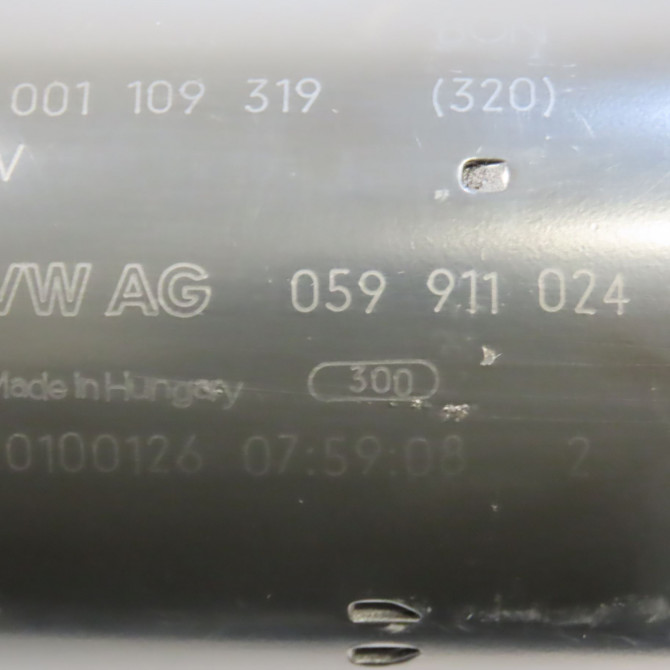 001 109 319 (320)
V
VW AG 059 911 024
Made in Hungary 300
0100126 07:59:08 2